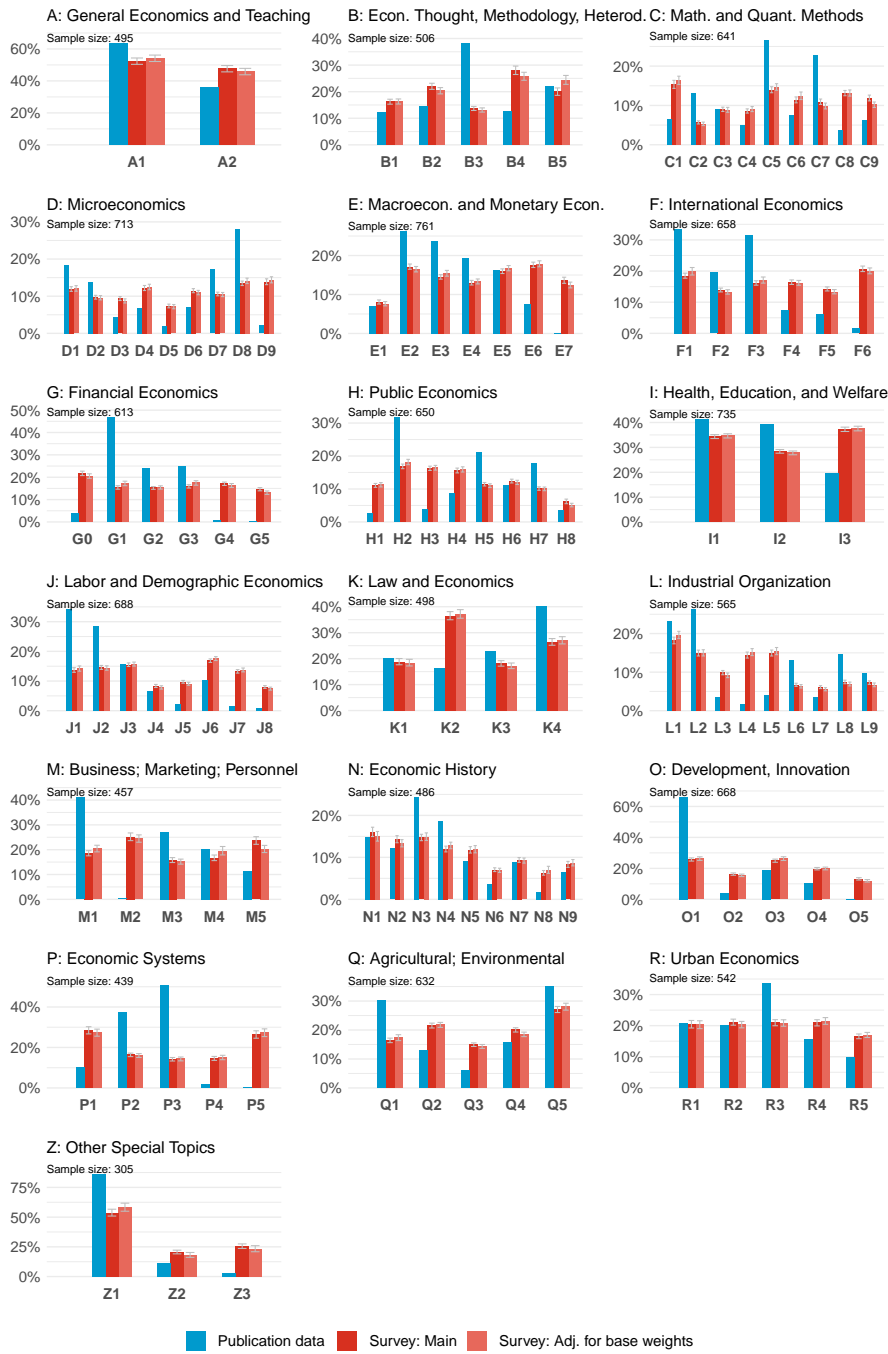 A: General Economics and Teaching
Sample size: 495
60%
40%
20%
0%
A1 A2
B: Econ. Thought, Methodology, Heterod.
Sample size: 506
40%
30%
20%
10%
0%
B1 B2 B3 B4 B5
C: Math. and Quant. Methods
Sample size: 641
20%
10%
0%
C1 C2 C3 C4 C5 C6 C7 C8 C9
D: Microeconomics
Sample size: 713
30%
20%
10%
0%
D1 D2 D3 D4 D5 D6 D7 D8 D9
E: Macroecon. and Monetary Econ.
Sample size: 761
20%
10%
0%
E1 E2 E3 E4 E5 E6 E7
F: International Economics
Sample size: 658
30%
20%
10%
0%
F1 F2 F3 F4 F5 F6
G: Financial Economics
Sample size: 613
50%
40%
30%
20%
10%
0%
G0 G1 G2 G3 G4 G5
H: Public Economics
Sample size: 650
30%
20%
10%
0%
H1 H2 H3 H4 H5 H6 H7 H8
I: Health, Education, and Welfare
Sample size: 735
40%
30%
20%
10%
0%
I1 I2 I3
J: Labor and Demographic Economics
Sample size: 688
30%
20%
10%
0%
J1 J2 J3 J4 J5 J6 J7 J8
K: Law and Economics
Sample size: 498
40%
30%
20%
10%
0%
K1 K2 K3 K4
L: Industrial Organization
Sample size: 565
20%
10%
0%
L1 L2 L3 L4 L5 L6 L7 L8 L9
M: Business; Marketing; Personnel
Sample size: 457
40%
30%
20%
10%
0%
M1 M2 M3 M4 M5
N: Economic History
Sample size: 486
20%
10%
0%
N1 N2 N3 N4 N5 N6 N7 N8 N9
O: Development, Innovation
Sample size: 668
60%
40%
20%
0%
O1 O2 O3 O4 O5
P: Economic Systems
Sample size: 439
40%
20%
0%
P1 P2 P3 P4 P5
Q: Agricultural; Environmental
Sample size: 632
30%
20%
10%
0%
Q1 Q2 Q3 Q4 Q5
R: Urban Economics
Sample size: 542
30%
20%
10%
0%
R1 R2 R3 R4 R5
Z: Other Special Topics
Sample size: 305
75%
50%
25%
0%
Z1 Z2 Z3
Publication data Survey: Main Survey: Adj. for base weights